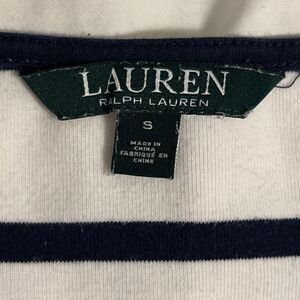 LAUREN
RALPH LAUREN
S
MADE IN
CHINA
FABRIQUÉ EN
CHINE